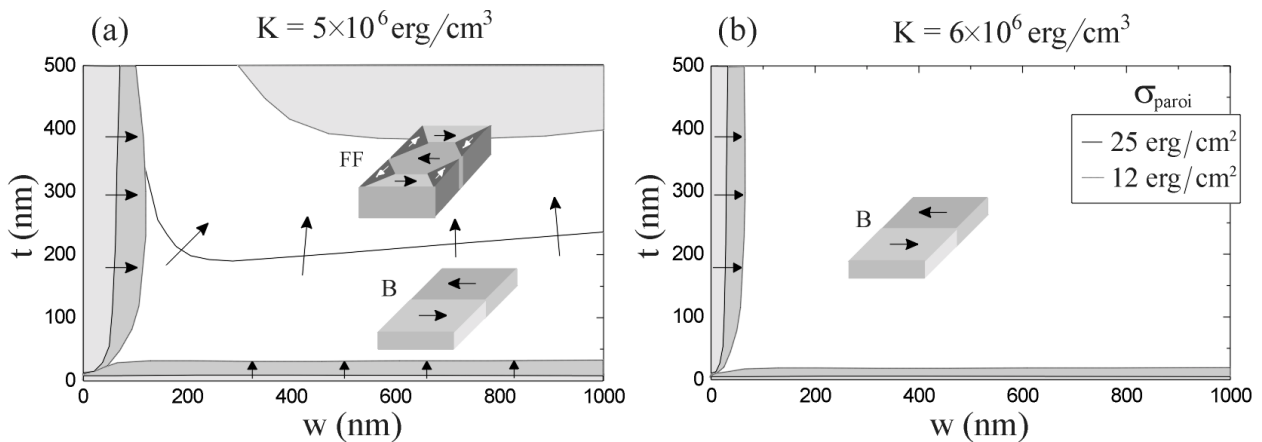 (a)
K = 5×10⁶ erg/cm³
500
400
300
200
100
0
t (nm)
FF
B
0 200 400 600 800 1000
w (nm)
(b)
K = 6×10⁶ erg/cm³
500
400
300
200
100
0
t (nm)
B
σparoi
25 erg/cm²
12 erg/cm²
0 200 400 600 800 1000
w (nm)